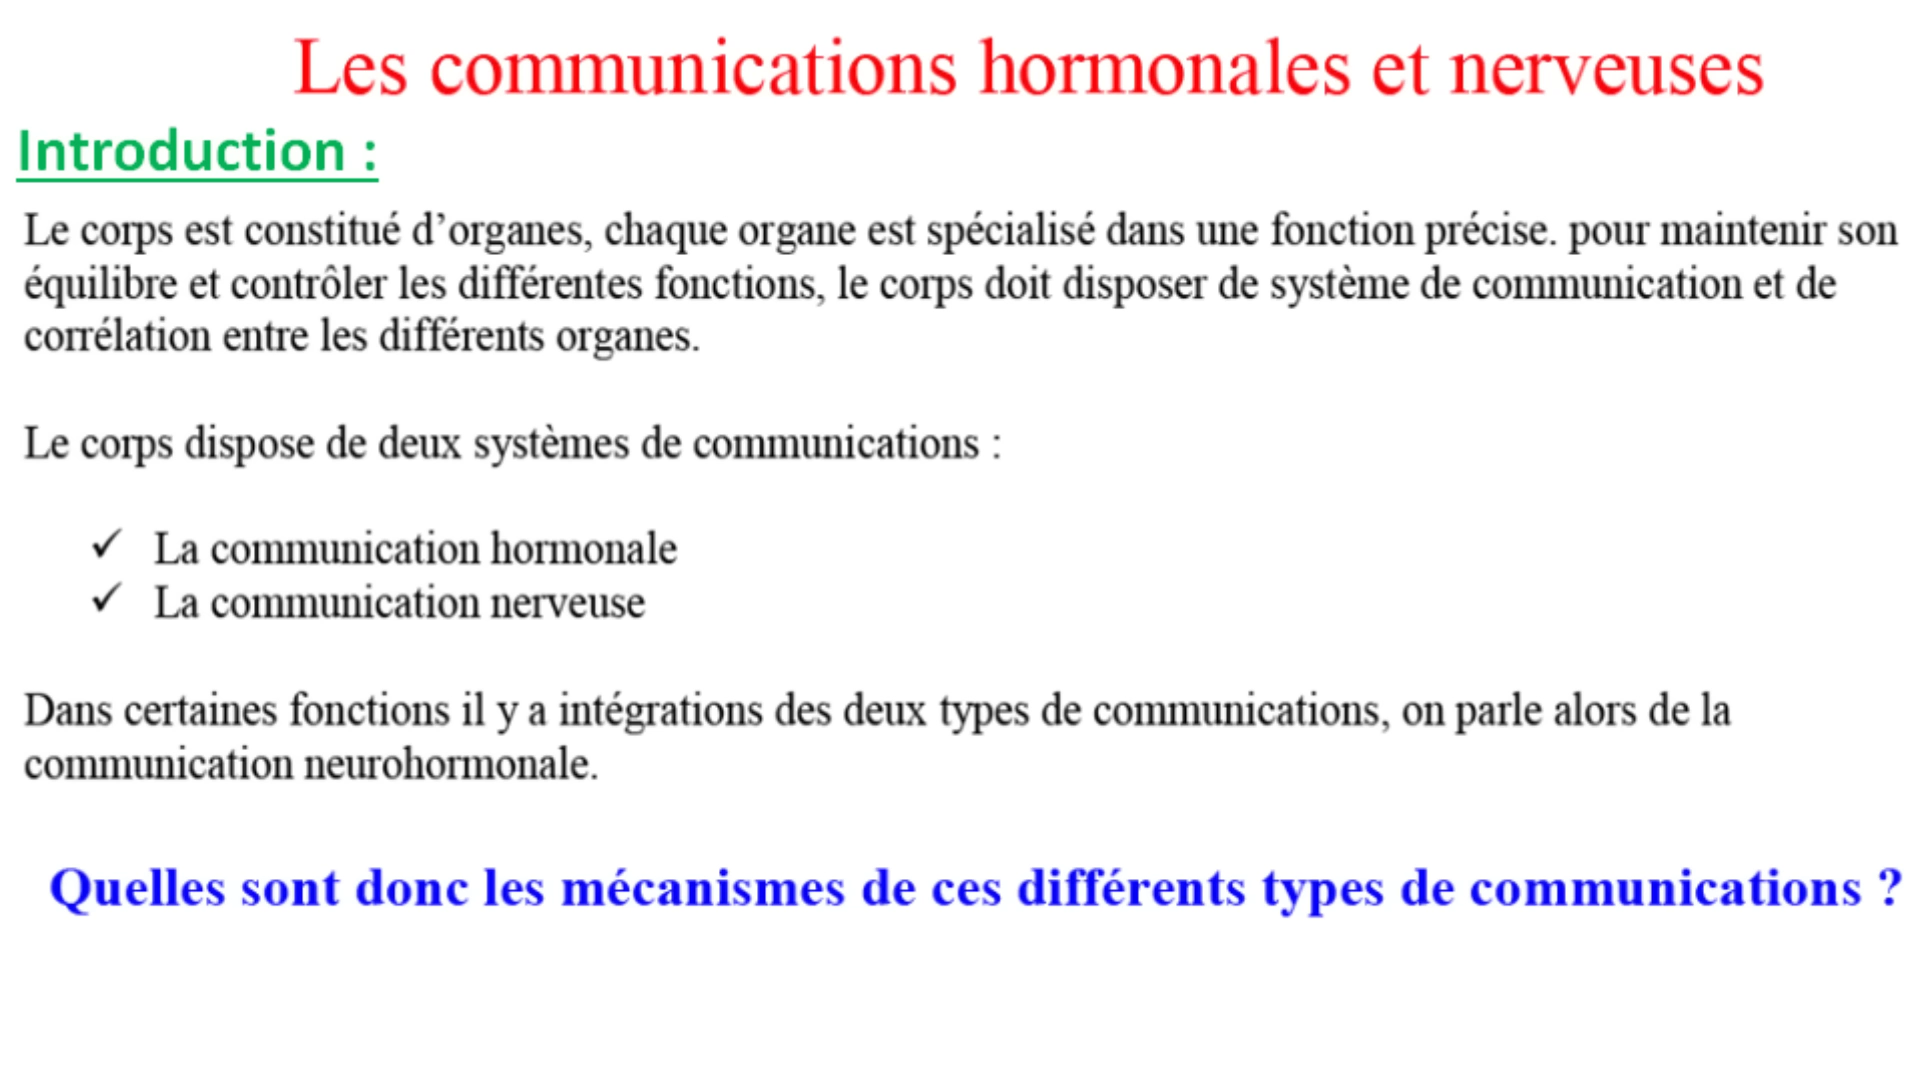 Les communications hormonales et nerveuses
Introduction :
Le corps est constitué d’organes, chaque organe est spécialisé dans une fonction précise. pour maintenir son
équilibre et contrôler les différentes fonctions, le corps doit disposer de système de communication et de
corrélation entre les différents organes.
Le corps dispose de deux systèmes de communications :
✓ La communication hormonale
✓ La communication nerveuse
Dans certaines fonctions il y a intégrations des deux types de communications, on parle alors de la
communication neurohormonale.
Quelles sont donc les mécanismes de ces différents types de communications ?